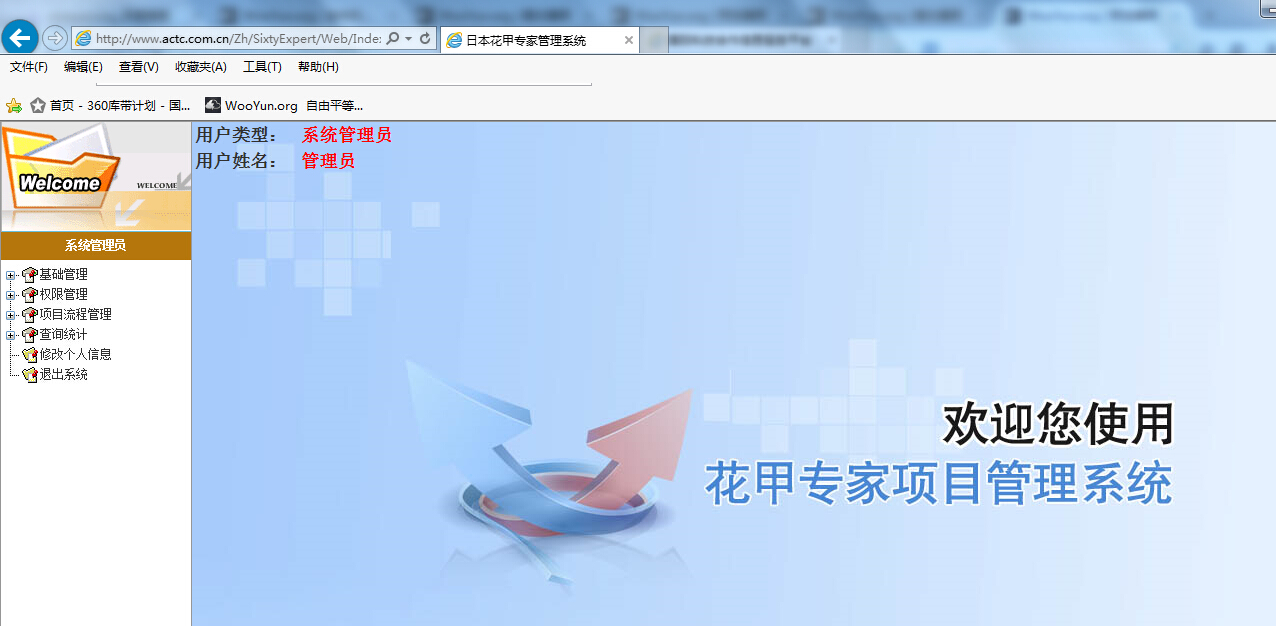 http://www.actc.com.cn/Zh/SixtyExpert/Web/Inde:
日本花甲专家管理系统
文件(F) 编辑(E) 查看(V) 收藏夹(A) 工具(T) 帮助(H)
首页 - 360库带计划 - 国... WooYun.org 自由平等...
Welcome
WELCOME
系统管理员
基础管理
权限管理
项目流程管理
查询统计
修改个人信息
退出系统
用户类型： 系统管理员
用户姓名： 管理员
欢迎您使用
花甲专家项目管理系统